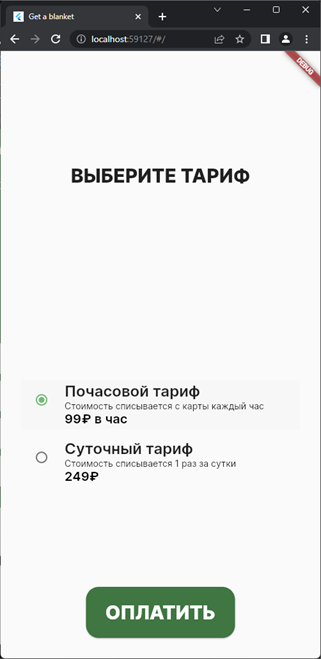 Get a blanket
localhost:59127/#/
DEBUG
ВЫБЕРИТЕ ТАРИФ
Почасовой тариф
Стоимость списывается с карты каждый час
99₽ в час
Суточный тариф
Стоимость списывается 1 раз за сутки
249₽
ОПЛАТИТЬ